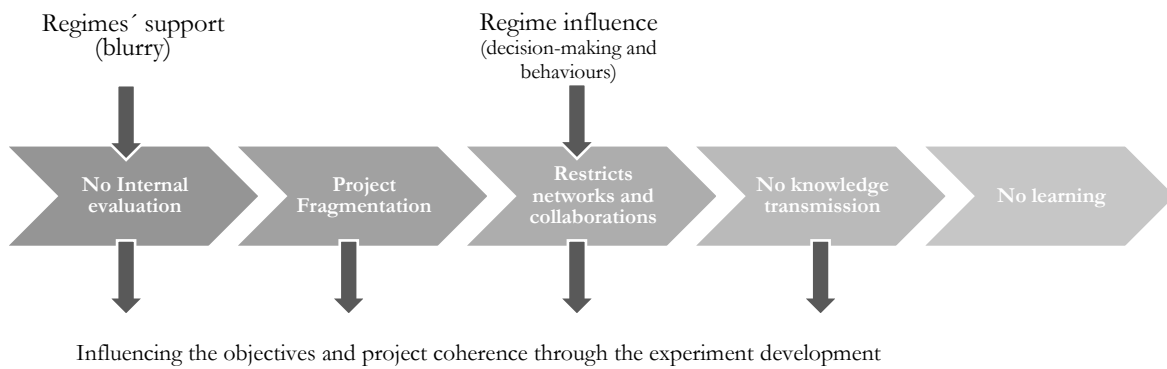 Regimes´ support
(blurry)
Regime influence
(decision-making and
behaviours)
No Internal
evaluation
Project
Fragmentation
Restricts
networks and
collaborations
No knowledge
transmission
No learning
Influencing the objectives and project coherence through the experiment development